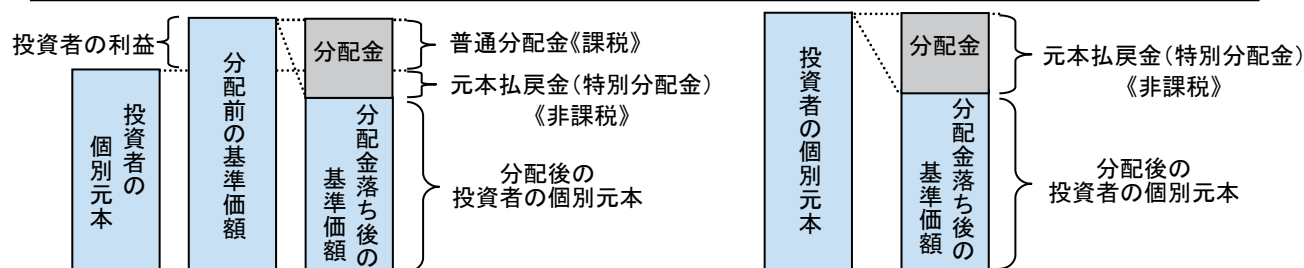 投資者の利益
投資者の
個別元本
分配前の基準価額
分配金
分配金落ち後の
基準価額
普通分配金《課税》
元本払戻金(特別分配金)
《非課税》
分配後の
投資者の個別元本
投資者の個別元本
分配金
分配金落ち後の
基準価額
元本払戻金(特別分配金)
《非課税》
分配後の
投資者の個別元本